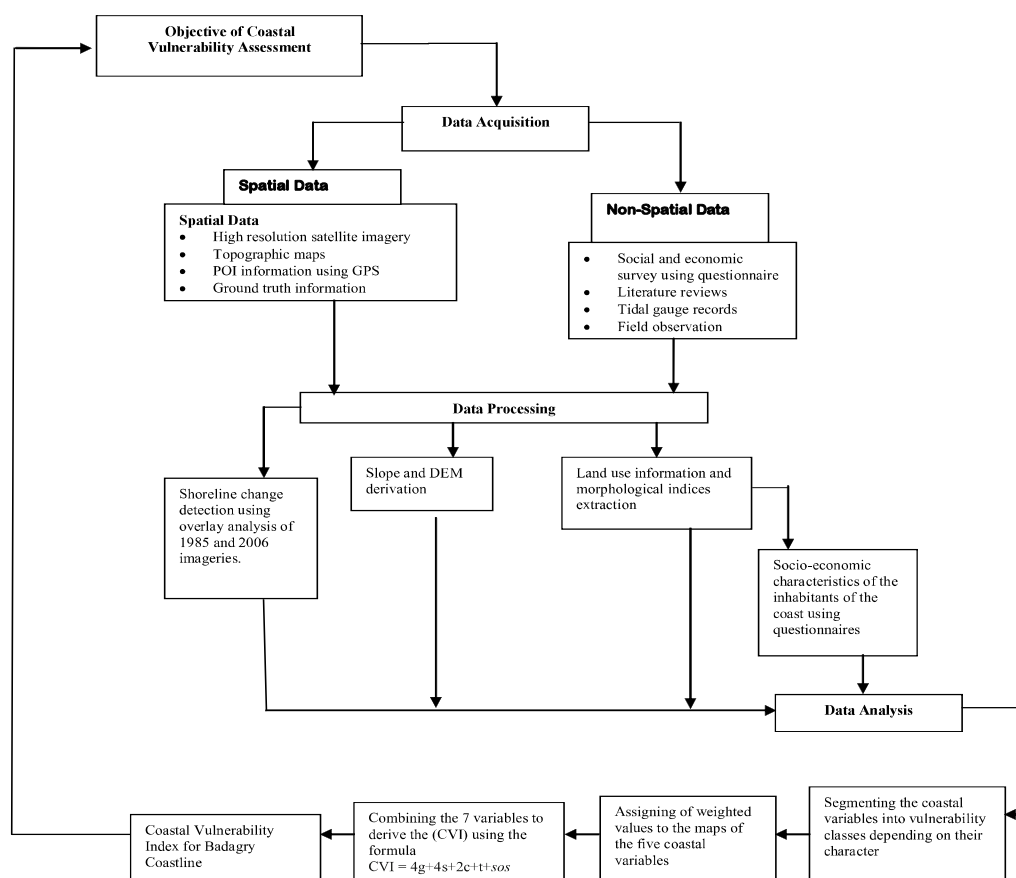 Objective of Coastal
Vulnerability Assessment
Data Acquisition
Spatial Data
Spatial Data
• High resolution satellite imagery
• Topographic maps
• POI information using GPS
• Ground truth information
Non-Spatial Data
• Social and economic
survey using questionnaire
• Literature reviews
• Tidal gauge records
• Field observation
Data Processing
Shoreline change
detection using
overlay analysis of
1985 and 2006
imageries.
Slope and DEM
derivation
Land use information and
morphological indices
extraction
Socio-economic
characteristics of the
inhabitants of the
coast using
questionnaires
Data Analysis
Segmenting the coastal
variables into vulnerability
classes depending on their
character
Assigning of weighted
values to the maps of
the five coastal
variables
Combining the 7 variables to
derive the (CVI) using the
formula
CVI = 4g+4s+2c+t+sos
Coastal Vulnerability
Index for Badagry
Coastline